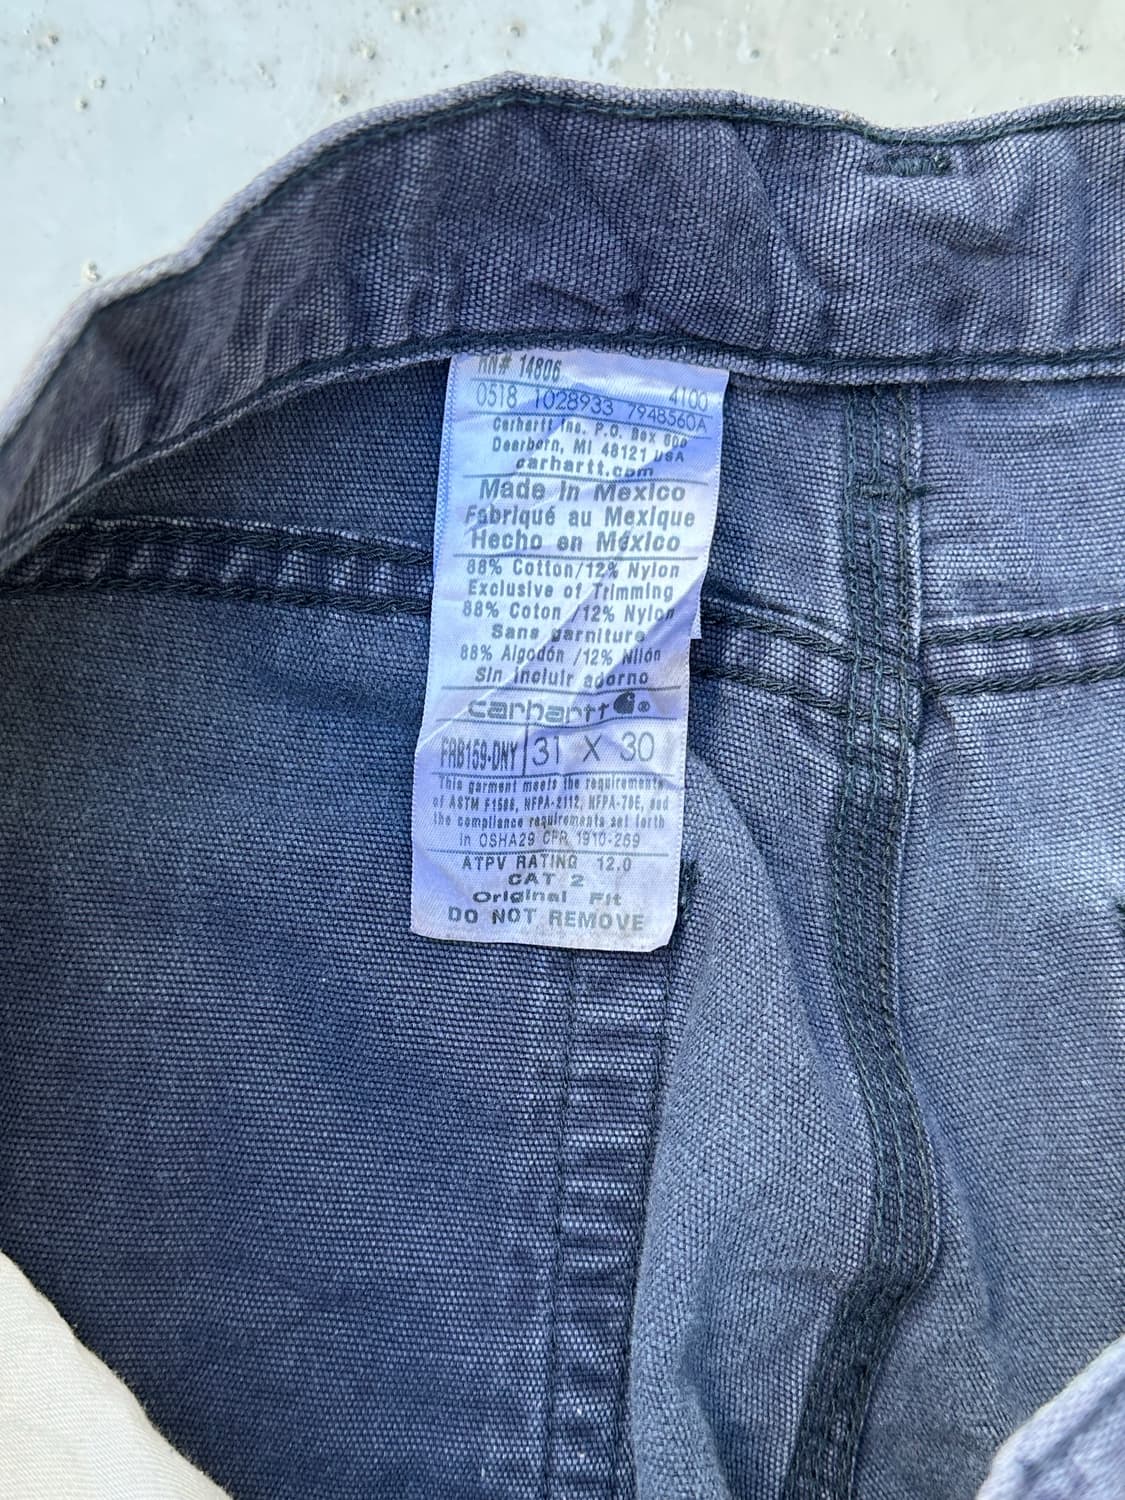 RN# 14806
0518 1028933 7948560A 4100
Carhartt Inc. P.O. Box 600
Dearborn, MI 48121 USA
carhartt.com
Made In Mexico
Fabriqué au Mexique
Hecho en México
88% Cotton/12% Nylon
Exclusive of Trimming
88% Coton /12% Nylon
Sans garniture
88% Algodón /12% Nilón
Sin incluir adorno
carhartt ®
FRB159-DNY 31 X 30
This garment meets the requirements
of ASTM F1506, NFPA-2112, NFPA-70E, and
the compliance requirements set forth
in OSHA29 CFR 1910-269
ATPV RATING 12.0
CAT 2
Original Fit
DO NOT REMOVE